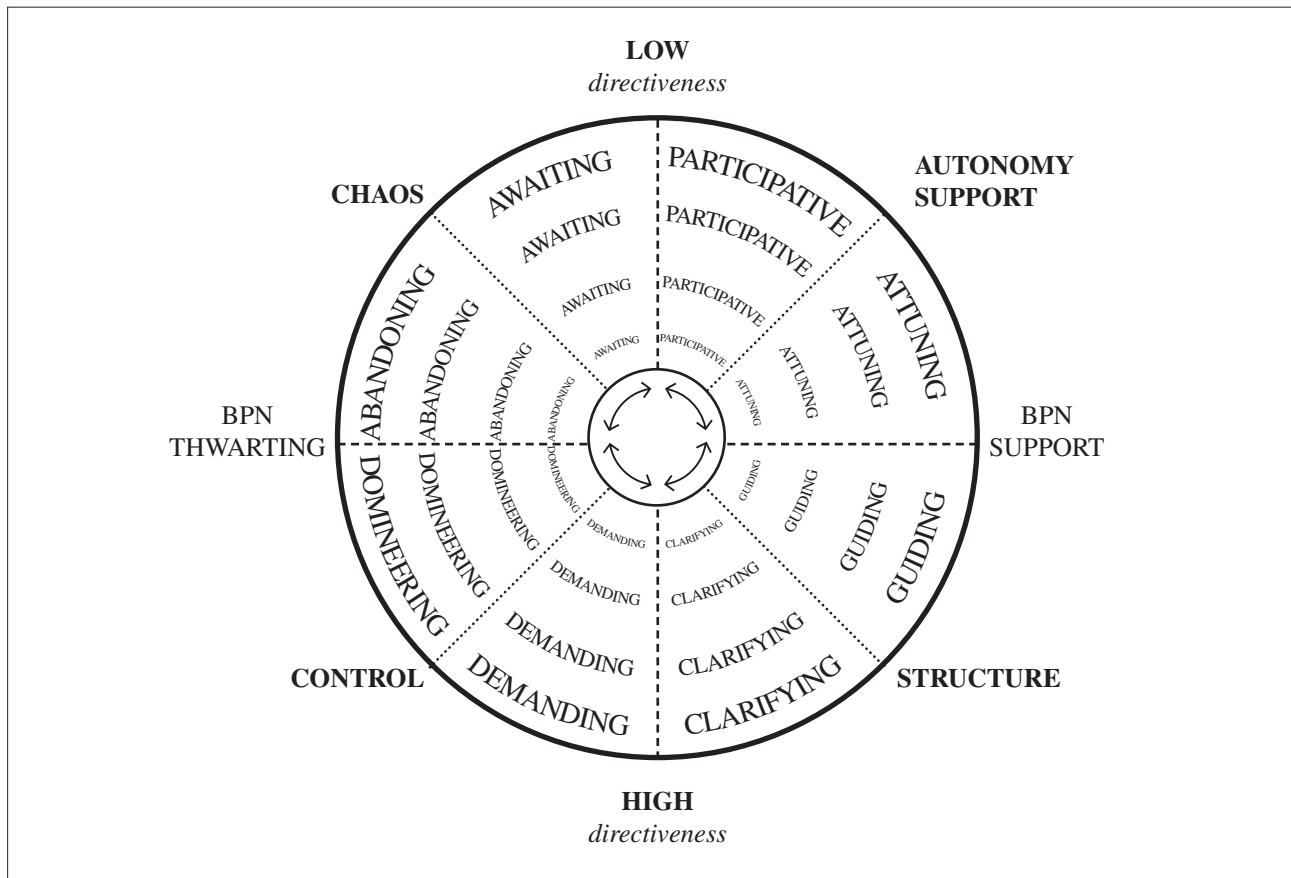 LOW
directiveness
CHAOS
AUTONOMY
SUPPORT
AWAITING
AWAITING
AWAITING
AWAITING
PARTICIPATIVE
PARTICIPATIVE
PARTICIPATIVE
PARTICIPATIVE
ABANDONING
ABANDONING
ABANDONING
ABANDONING
ATTUNING
ATTUNING
ATTUNING
ATTUNING
BPN
THWARTING
BPN
SUPPORT
DOMINEERING
DOMINEERING
DOMINEERING
DOMINEERING
GUIDING
GUIDING
GUIDING
GUIDING
DEMANDING
DEMANDING
DEMANDING
DEMANDING
CLARIFYING
CLARIFYING
CLARIFYING
CLARIFYING
CONTROL
STRUCTURE
HIGH
directiveness